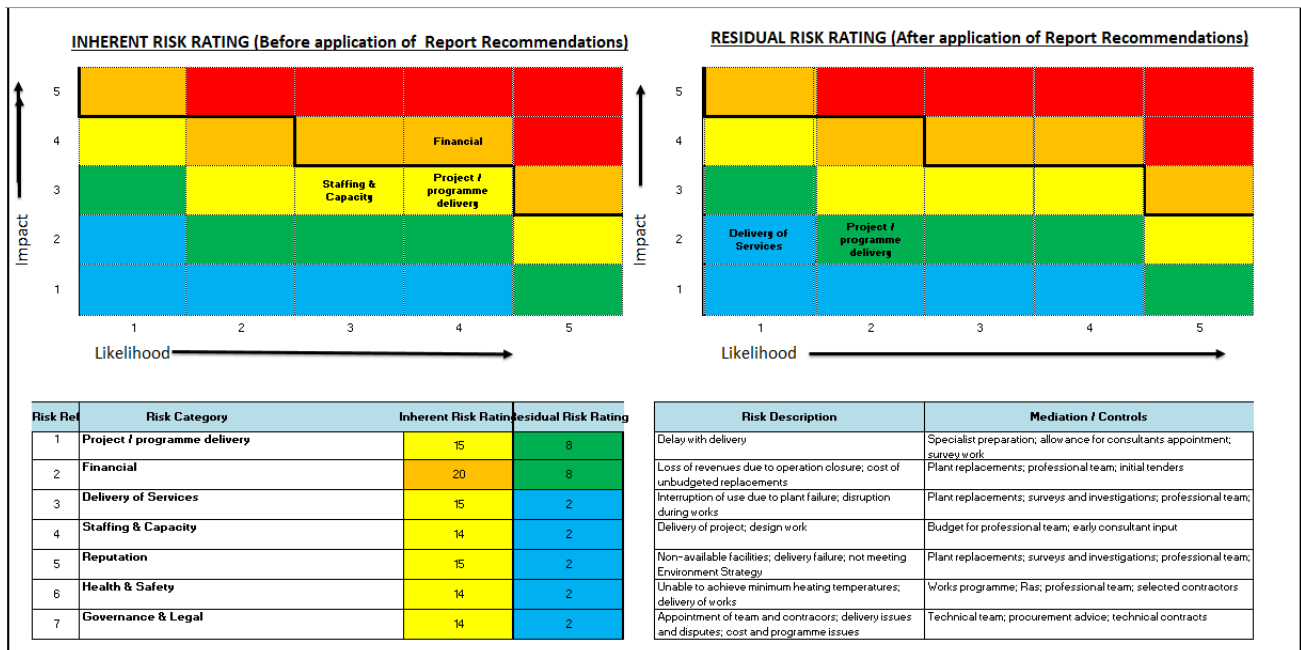 INHERENT RISK RATING (Before application of Report Recommendations)
RESIDUAL RISK RATING (After application of Report Recommendations)
Impact
5
4
Financial
3
Staffing &
Capacity
Project /
programme
delivery
2
1
1
2
3
4
5
Likelihood
Impact
5
4
3
2
Delivery of
Services
Project /
programme
delivery
1
1
2
3
4
5
Likelihood
Risk Ref
Risk Category
Inherent Risk Rating
Residual Risk Rating
1
Project / programme delivery
15
8
2
Financial
20
8
3
Delivery of Services
15
2
4
Staffing & Capacity
14
2
5
Reputation
15
2
6
Health & Safety
14
2
7
Governance & Legal
14
2
Risk Description
Mediation / Controls
Delay with delivery
Specialist preparation; allowance for consultants appointment;
survey work
Loss of revenues due to operation closure; cost of
unbudgeted replacements
Plant replacements; professional team; initial tenders
Interruption of use due to plant failure; disruption
during works
Plant replacements; surveys and investigations; professional team;
Delivery of project; design work
Budget for professional team; early consultant input
Non-available facilities; delivery failure; not meeting
Environment Strategy
Plant replacements; surveys and investigations; professional team;
Unable to achieve minimum heating temperatures;
delivery of works
Works programme; Ras; professional team; selected contractors
Appointment of team and contracors; delivery issues
and disputes; cost and programme issues
Technical team; procurement advice; technical contracts